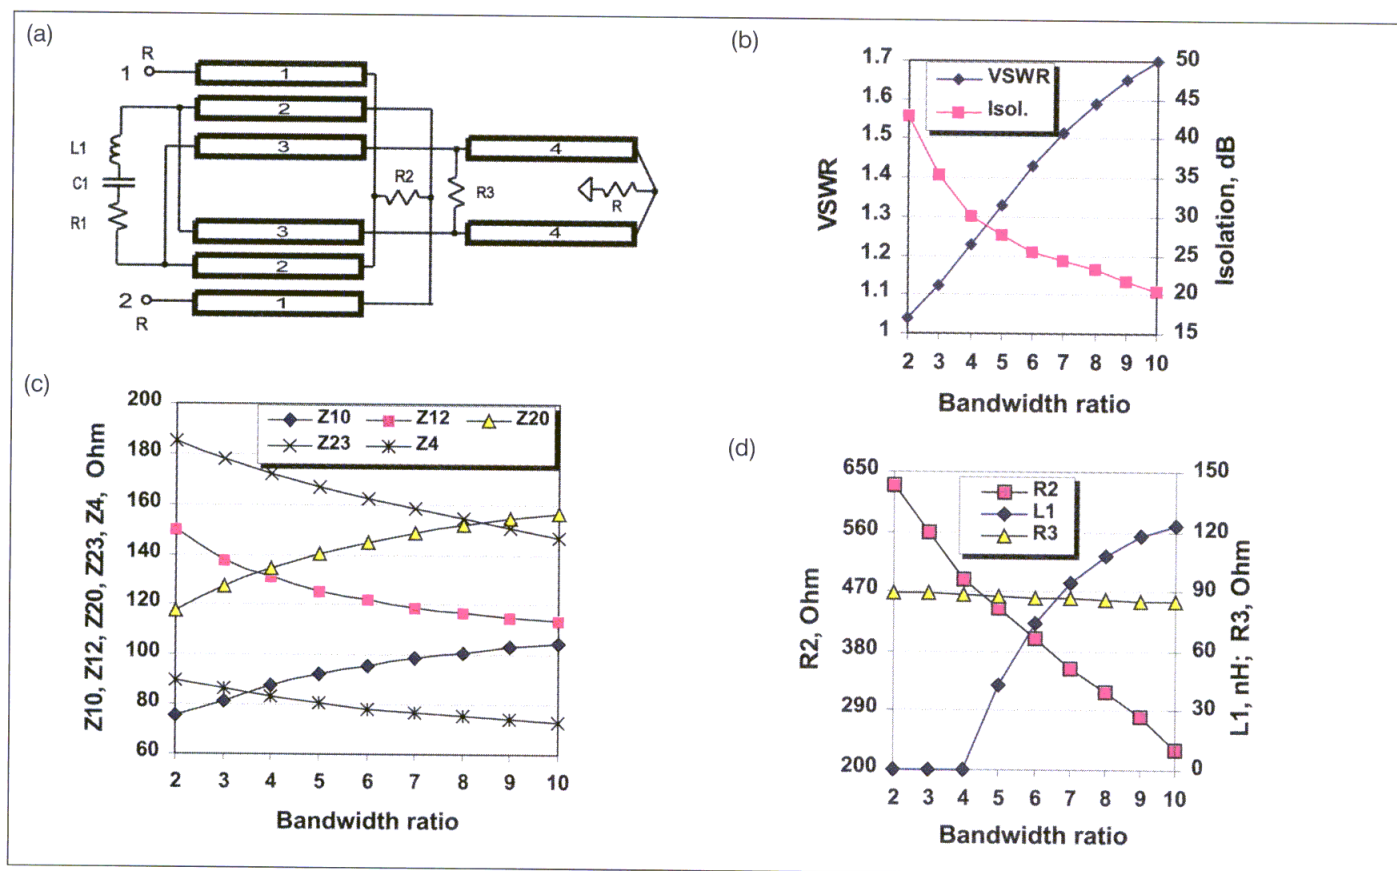 (a)
R
1
1
2
3
L1
C1
R1
R2
R3
4
R
3
4
2
2
R
1
(b)
VSWR
Isol.
1.7
1.6
1.5
1.4
1.3
1.2
1.1
1
VSWR
50
45
40
35
30
25
20
15
Isolation, dB
2 3 4 5 6 7 8 9 10
Bandwidth ratio
(c)
Z10 Z12 Z20
Z23 Z4
200
180
160
140
120
100
80
60
Z10, Z12, Z20, Z23, Z4, Ohm
2 3 4 5 6 7 8 9 10
Bandwidth ratio
(d)
R2
L1
R3
650
560
470
380
290
200
R2, Ohm
150
120
90
60
30
0
L1, nH; R3, Ohm
2 3 4 5 6 7 8 9 10
Bandwidth ratio